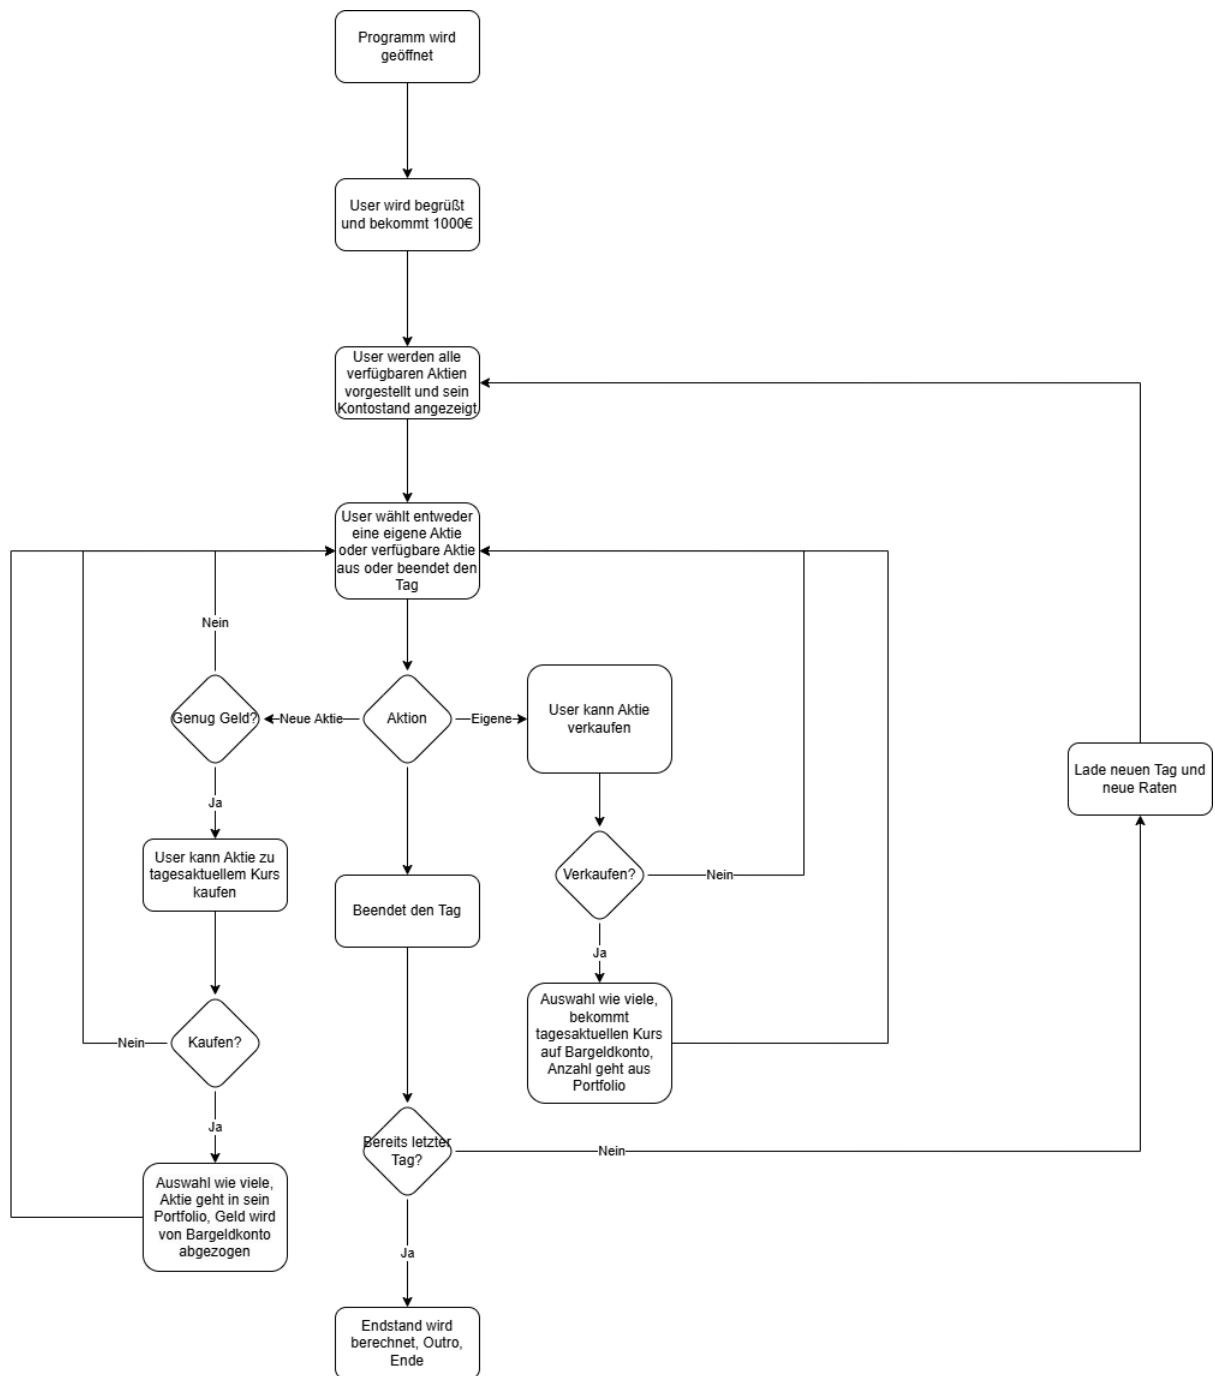 Programm wird
geöffnet
User wird begrüßt
und bekommt 1000€
User werden alle
verfügbaren Aktien
vorgestellt und sein
Kontostand angezeigt
User wählt entweder
eine eigene Aktie
oder verfügbare Aktie
aus oder beendet den
Tag
Nein
Genug Geld?
Neue Aktie
Aktion
Eigene
User kann Aktie
verkaufen
Lade neuen Tag und
neue Raten
Ja
User kann Aktie zu
tagesaktuellem Kurs
kaufen
Verkaufen?
Nein
Beendet den Tag
Ja
Auswahl wie viele,
bekommt
tagesaktuellen Kurs
auf Bargeldkonto,
Anzahl geht aus
Portfolio
Nein
Kaufen?
Ja
Bereits letzter
Tag?
Nein
Auswahl wie viele,
Aktie geht in sein
Portfolio, Geld wird
von Bargeldkonto
abgezogen
Ja
Endstand wird
berechnet, Outro,
Ende